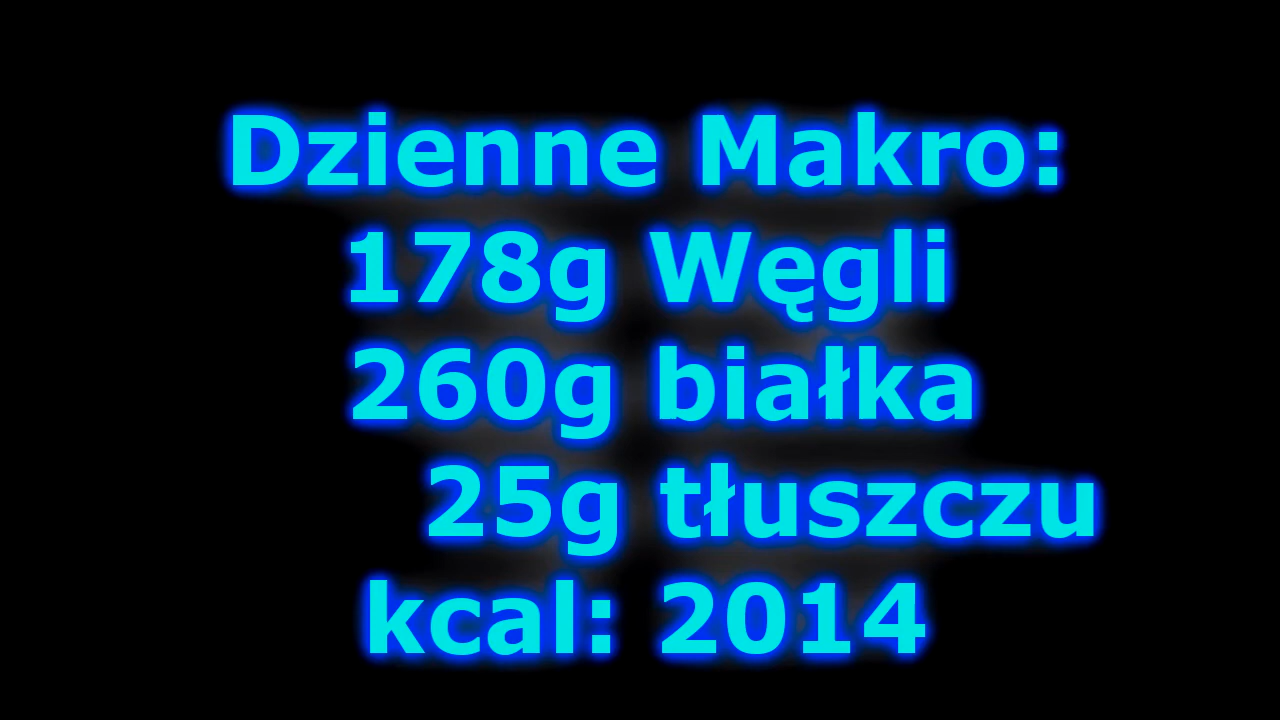 Dzienne Makro:
178g Węgli
260g białka
25g tłuszczu
kcal: 2014